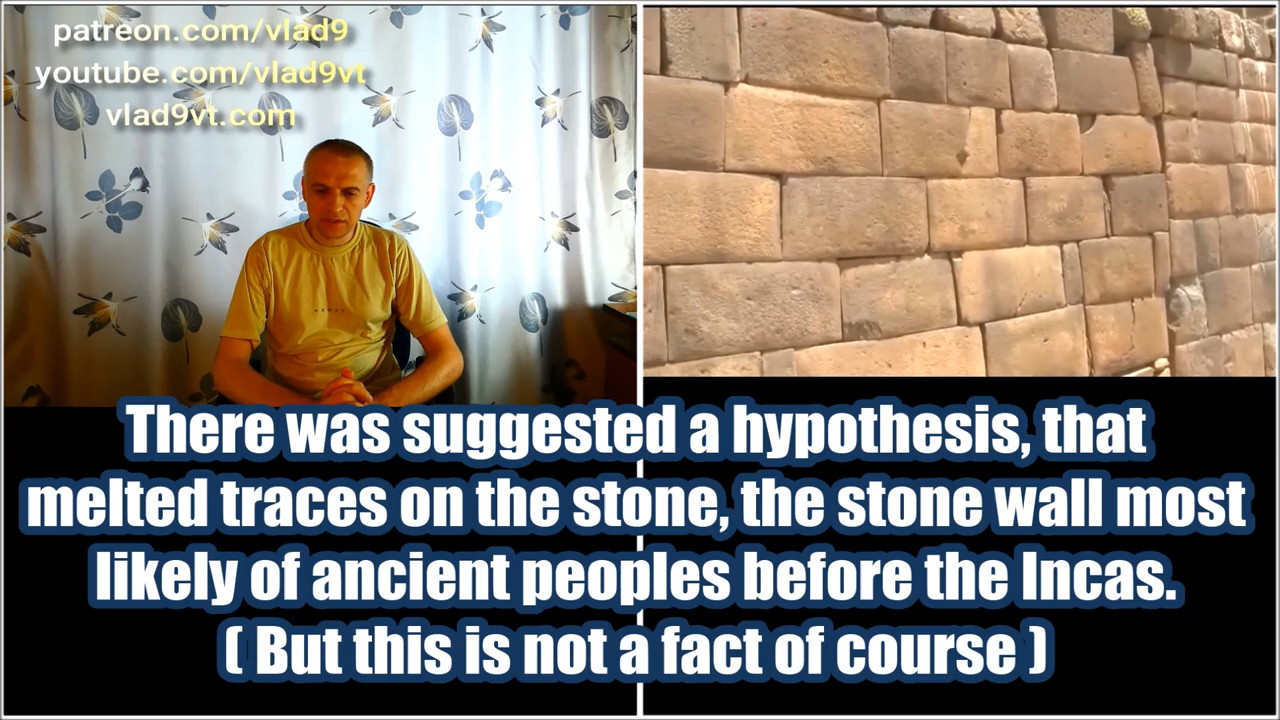 patreon.com/vlad9
youtube.com/vlad9vt
vlad9vt.com
There was suggested a hypothesis, that
melted traces on the stone, the stone wall most
likely of ancient peoples before the Incas.
( But this is not a fact of course )